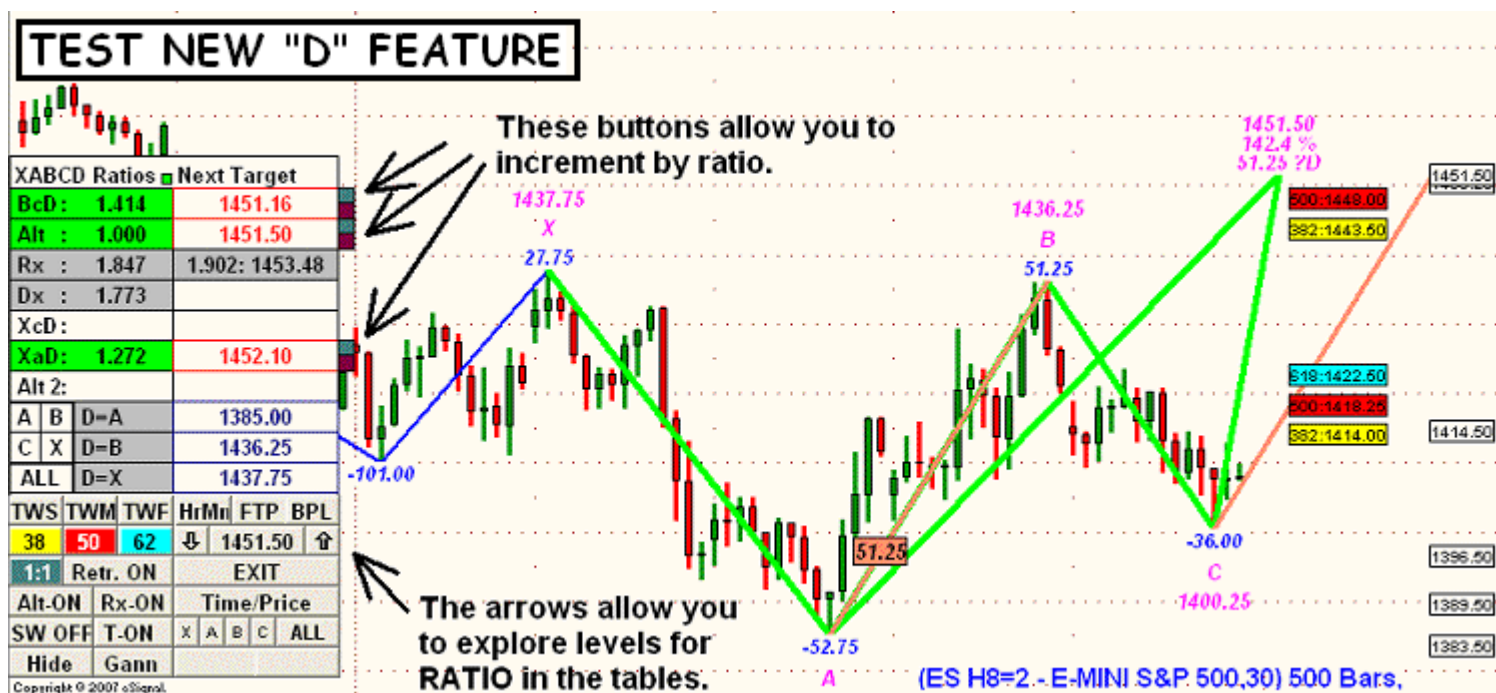 TEST NEW "D" FEATURE
These buttons allow you to
increment by ratio.
1451.50
142.4 %
51.25 ?D
1451.50
XABCD Ratios Next Target
BcD: 1.414 1451.16
Alt : 1.000 1451.50
Rx : 1.847 1.902: 1453.48
Dx : 1.773
XcD:
XaD: 1.272 1452.10
Alt 2:
A B D=A 1385.00
C X D=B 1436.25
ALL D=X 1437.75
TWS TWM TWF HrMn FTP BPL
38 50 62 1451.50
1:1 Retr. ON EXIT
Alt-ON Rx-ON Time/Price
SW OFF T-ON X A B C ALL
Hide Gann
Copyright © 2007 eSignal.
1437.75
X
27.75
-101.00
1436.25
B
51.25
500:1448.00
382:1443.50
618:1422.50
500:1418.25
382:1414.00
1414.50
51.25
-36.00
C
1400.25
1396.50
1389.50
1383.50
The arrows allow you
to explore levels for
RATIO in the tables.
-52.75
A
(ES H8=2 - E-MINI S&P 500,30) 500 Bars,